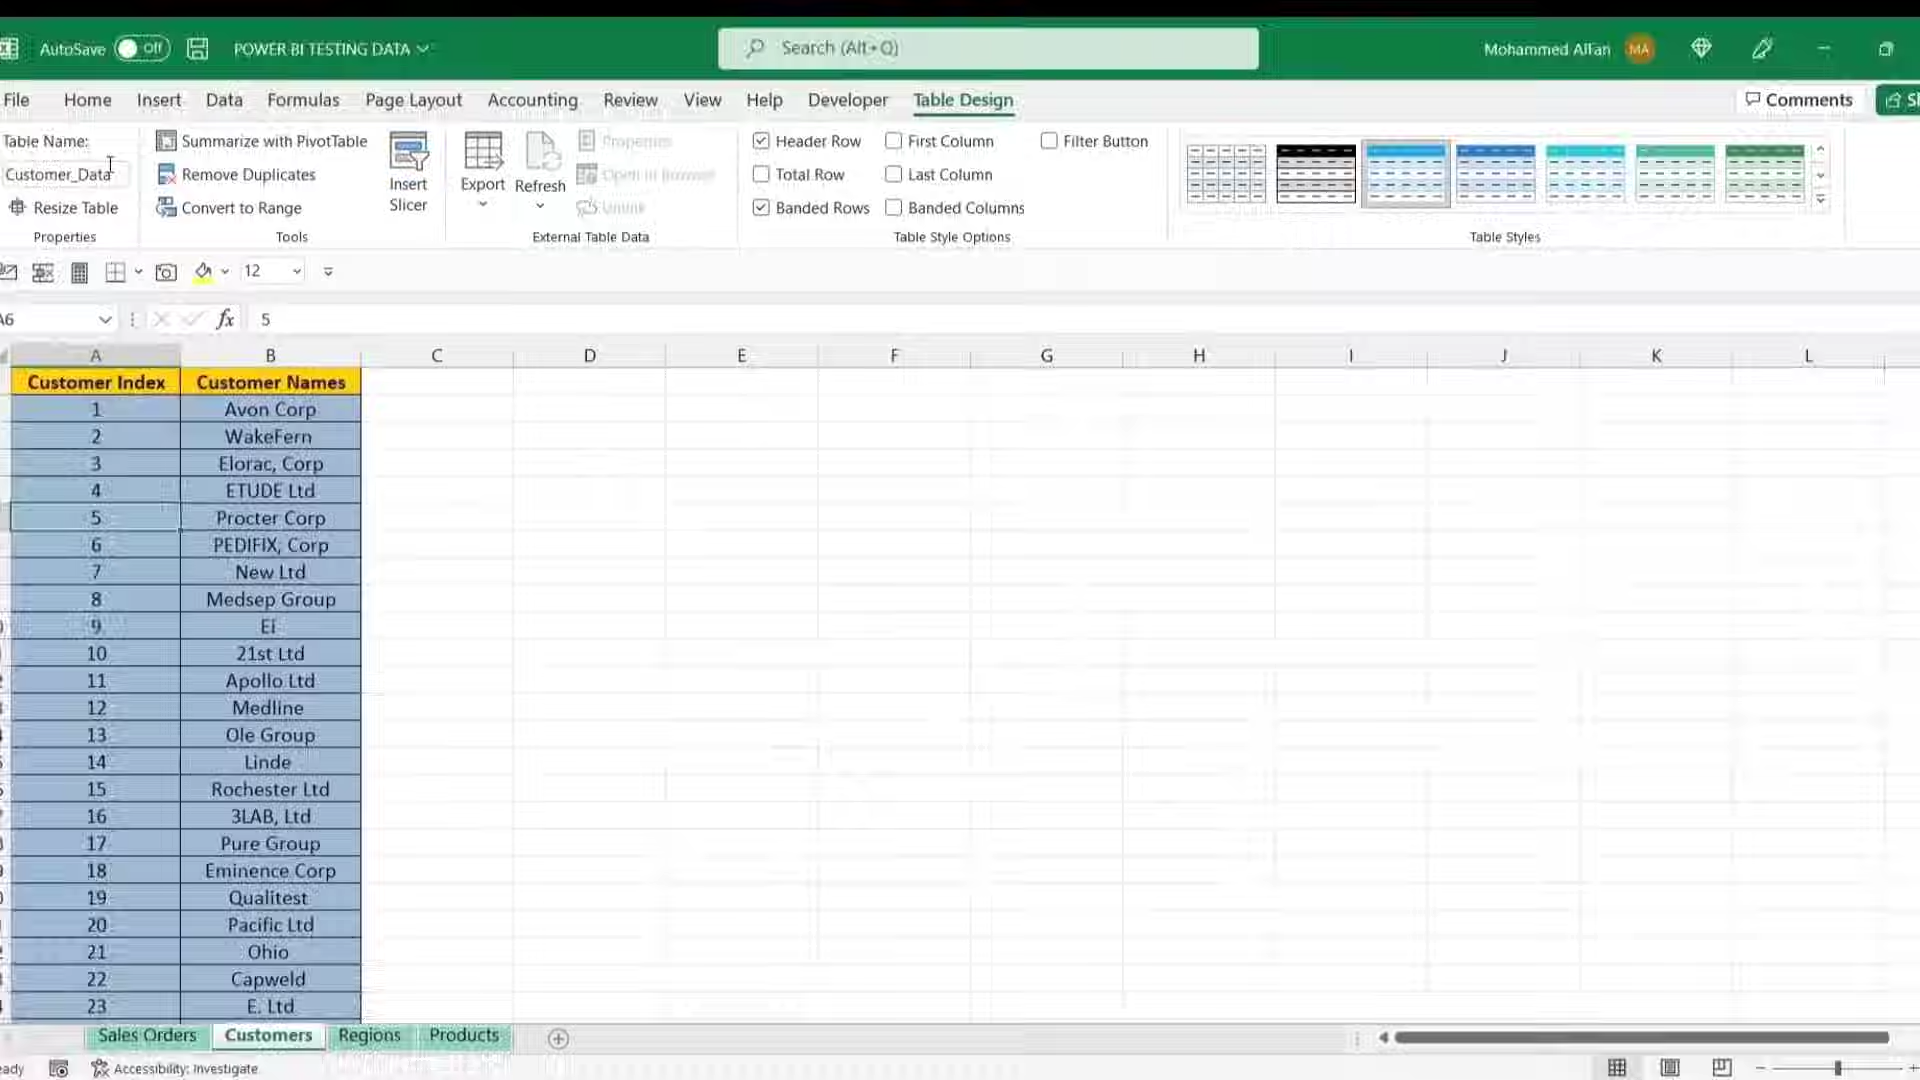 AutoSave Off POWER BI TESTING DATA Search (Alt+Q) Mohammed Alfan MA
File Home Insert Data Formulas Page Layout Accounting Review View Help Developer Table Design Comments
Table Name: Summarize with PivotTable Properties Header Row First Column Filter Button
Customer_Data Remove Duplicates Insert Slicer Export Refresh Open in Browser Total Row Last Column
Resize Table Convert to Range Unlink Banded Rows Banded Columns
Properties Tools External Table Data Table Style Options Table Styles
12
A6 fx 5
A B C D E F G H I J K L
Customer Index Customer Names
1 Avon Corp
2 WakeFern
3 Elorac, Corp
4 ETUDE Ltd
5 Procter Corp
6 PEDIFIX, Corp
7 New Ltd
8 Medsep Group
9 Ei
10 21st Ltd
11 Apollo Ltd
12 Medline
13 Ole Group
14 Linde
15 Rochester Ltd
16 3LAB, Ltd
17 Pure Group
18 Eminence Corp
19 Qualitest
20 Pacific Ltd
21 Ohio
22 Capweld
23 E. Ltd
Sales Orders Customers Regions Products
Accessibility: Investigate